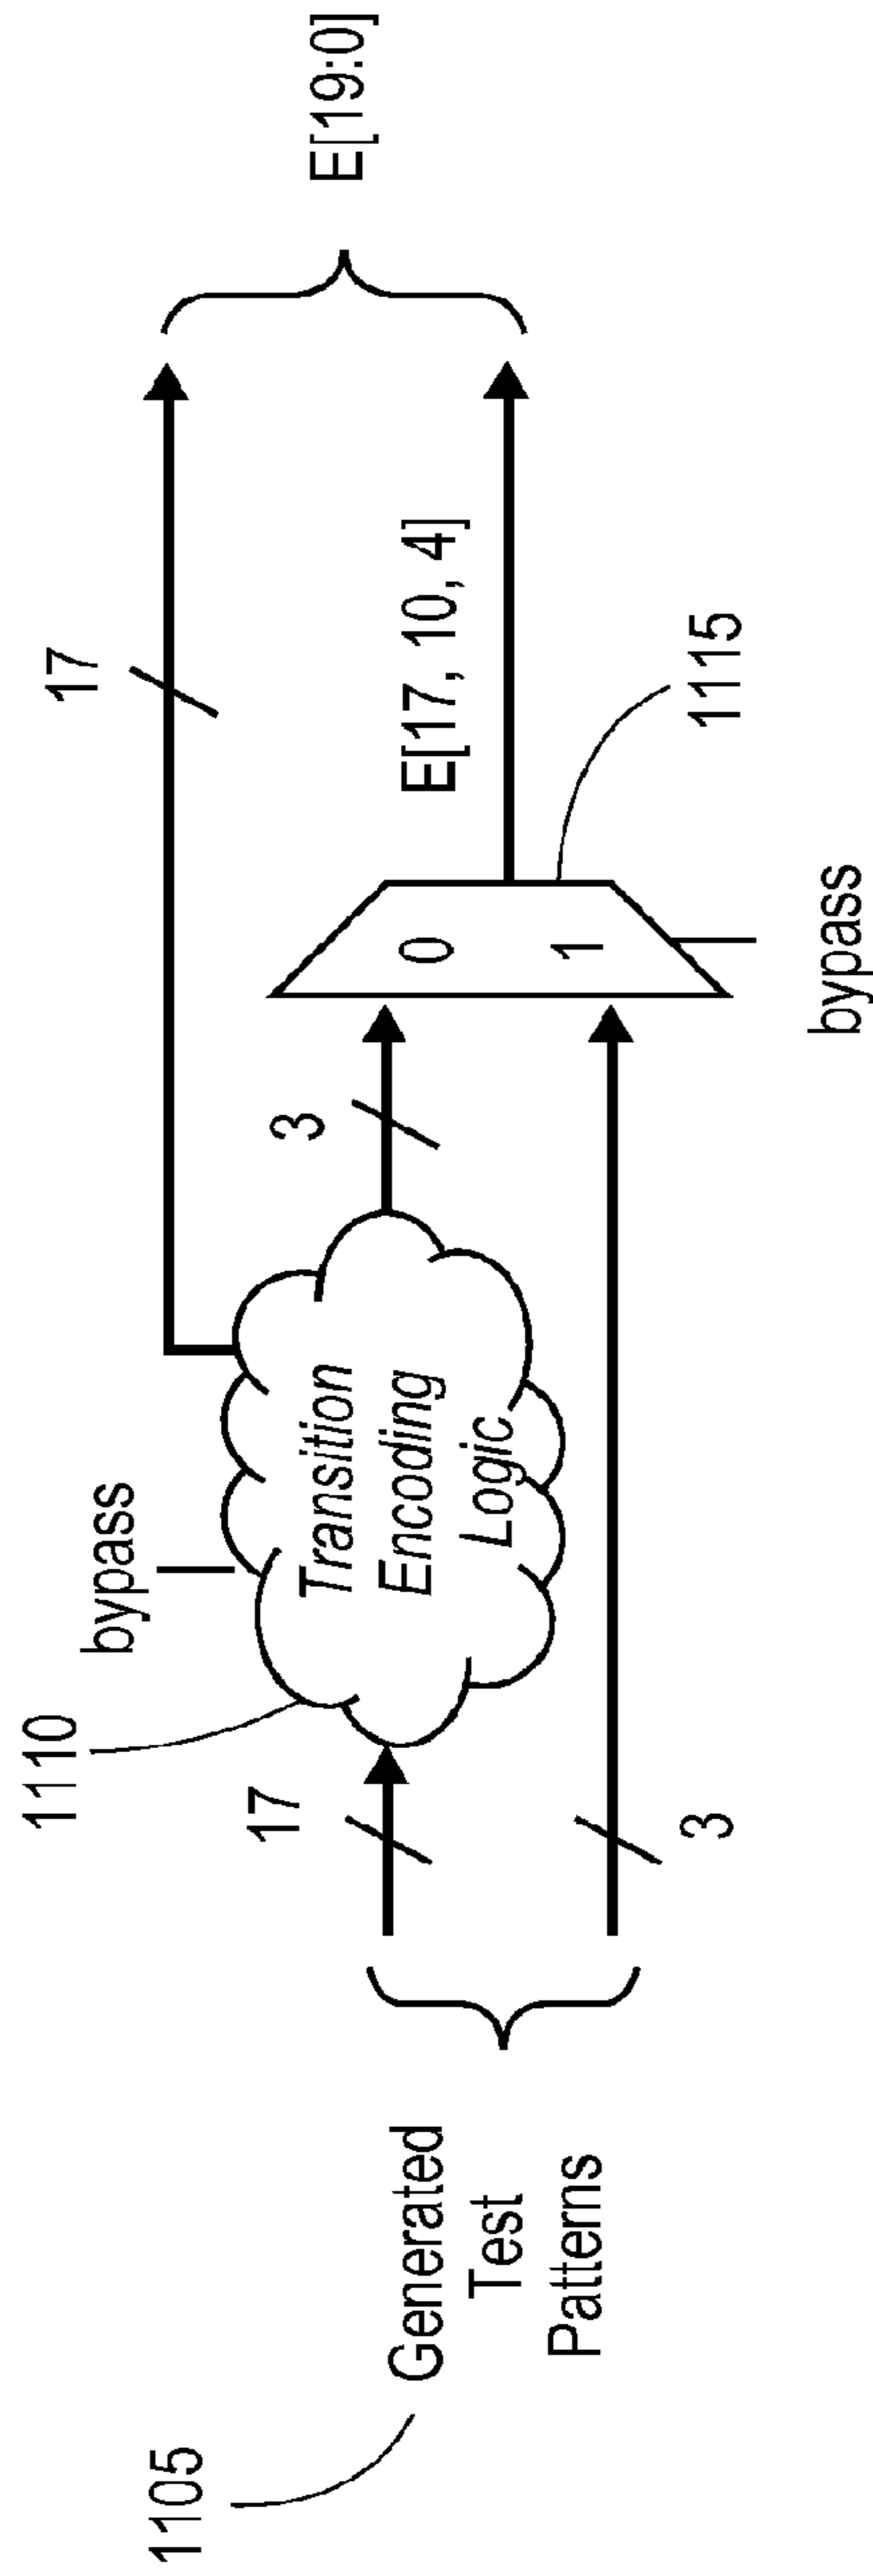 1105
Generated
Test
Patterns
17
3
1110
bypass
Transition
Encoding
Logic
3
17
0
1
bypass
1115
E[17, 10, 4]
E[19:0]